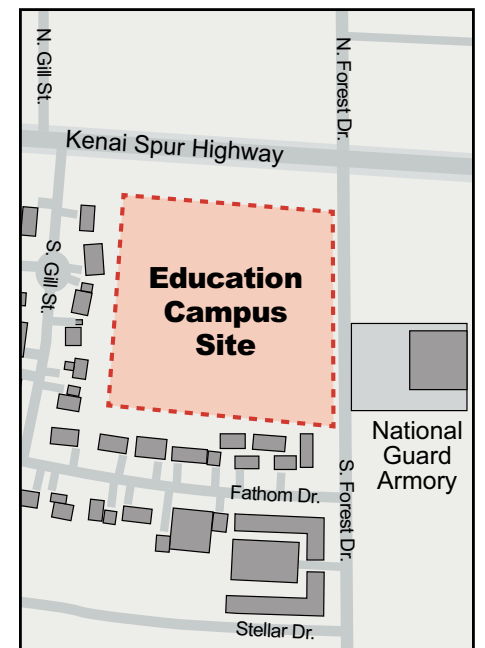 N. Gill St.
N. Forest Dr.
Kenai Spur Highway
S. Gill St.
Education
Campus
Site
National
Guard
Armory
Fathom Dr.
S. Forest Dr.
Stellar Dr.